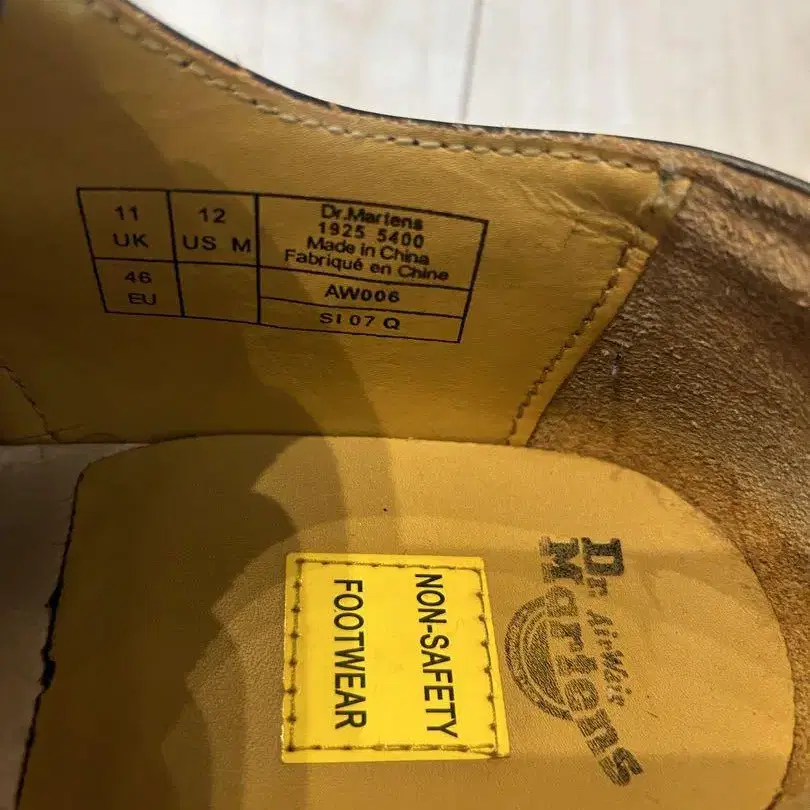 11
UK
12
US M
Dr.Martens
1925 5400
Made in China
Fabriqué en Chine
46
EU
AW006
SI 07 Q
NON-SAFETY
FOOTWEAR
Dr.
AirWair
Martens